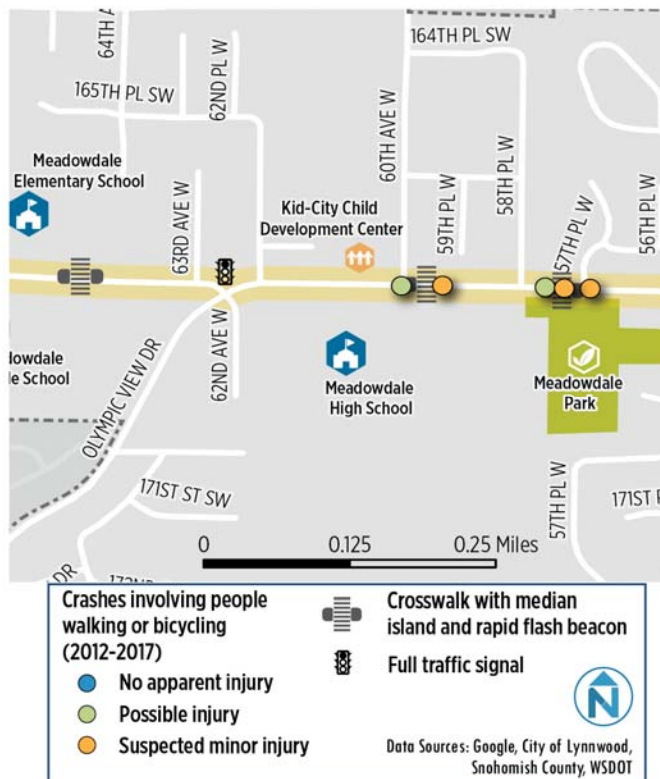 64TH A
164TH PL SW
62ND PL W
165TH PL SW
60TH AVE W
Meadowdale
Elementary School
58TH PL W
63RD AVE W
Kid-City Child
Development Center
59TH PL W
57TH PL W
56TH PL W
62ND AVE W
OLYMPIC VIEW DR
Meadowdale
High School
Meadowdale
Park
School
171ST ST SW
57TH PL W
171ST
DR
0
0.125
0.25 Miles
Crashes involving people
walking or bicycling
(2012-2017)
No apparent injury
Possible injury
Suspected minor injury
Crosswalk with median
island and rapid flash beacon
Full traffic signal
N
Data Sources: Google, City of Lynnwood,
Snohomish County, WSDOT